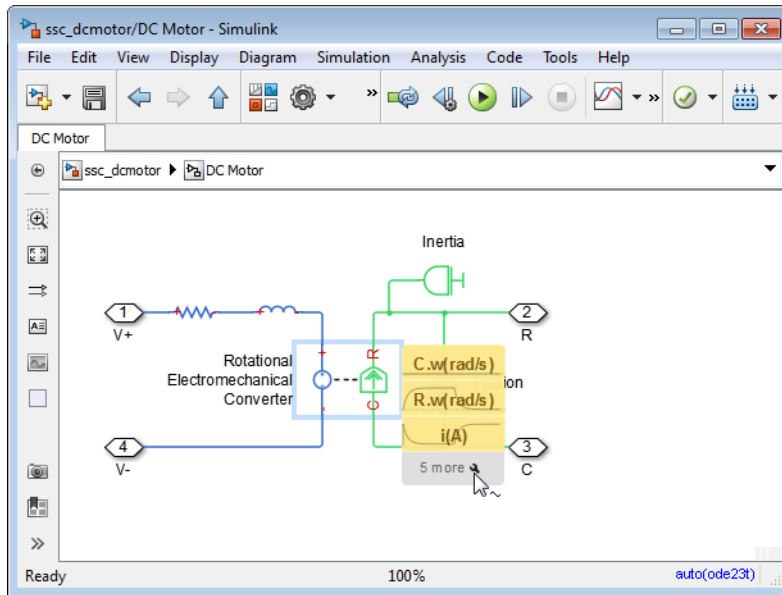 ssc_dcmotor/DC Motor - Simulink
File Edit View Display Diagram Simulation Analysis Code Tools Help
» »
DC Motor
ssc_dcmotor DC Motor
Inertia
1
V+
2
R
+ R
Rotational
Electromechanical
Converter
- C
C.w(rad/s)
R.w(rad/s)
ion
i(A)
5 more
4
V-
3
C
A
»
Ready 100% auto(ode23t)